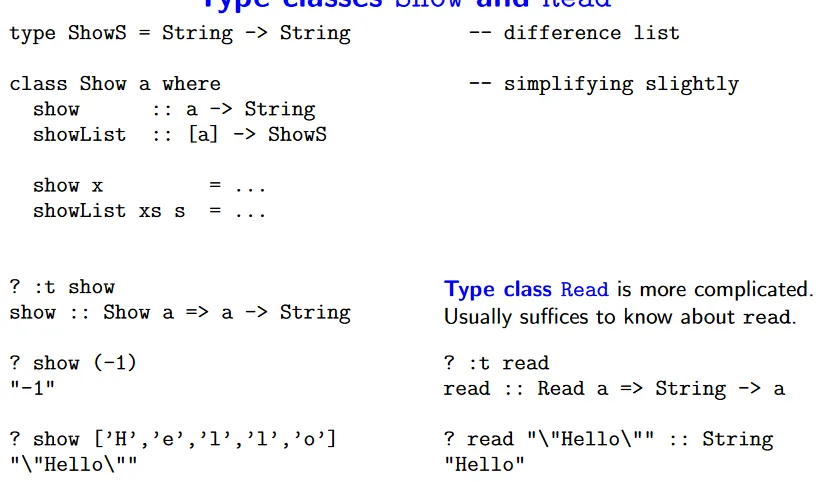 Type classes Show and Read
type ShowS = String -> String -- difference list
class Show a where -- simplifying slightly
show :: a -> String
showList :: [a] -> ShowS
show x = ...
showList xs s = ...
? :t show
show :: Show a => a -> String
? show (-1)
"-1"
? show ['H','e','l','l','o']
"\"Hello\""
Type class Read is more complicated.
Usually suffices to know about read.
? :t read
read :: Read a => String -> a
? read "\"Hello\"" :: String
"Hello"